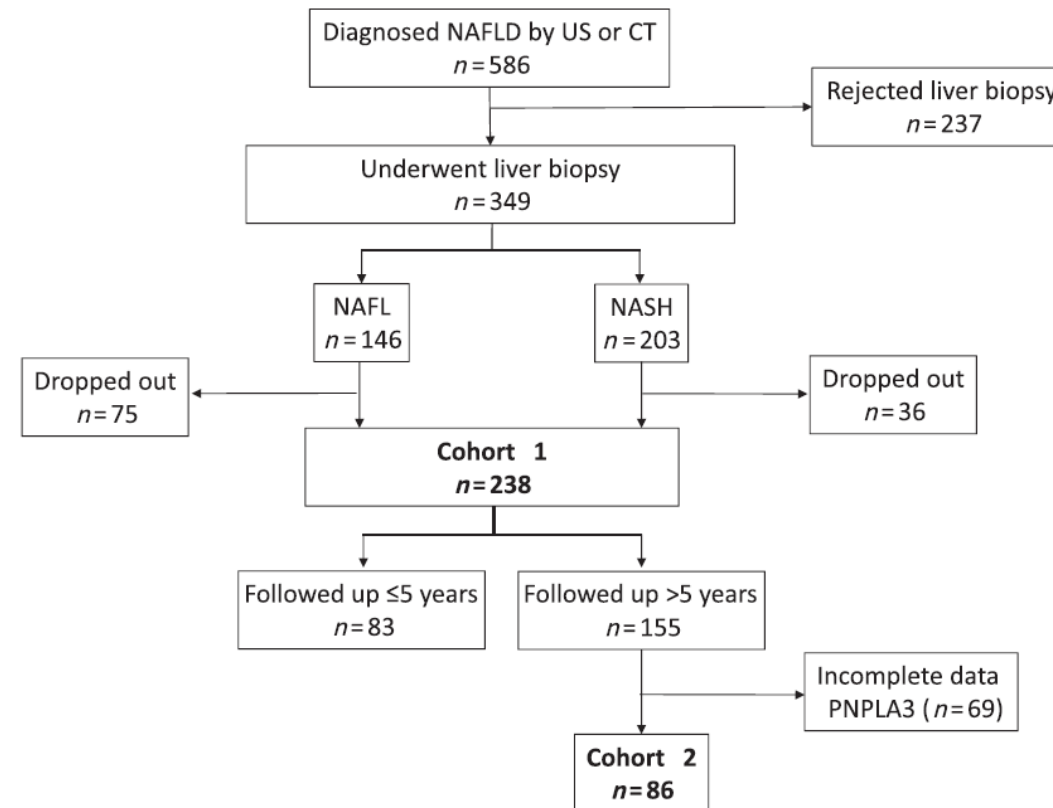 Diagnosed NAFLD by US or CT
n=586
Rejected liver biopsy
n=237
Underwent liver biopsy
n=349
NAFL
n=146
NASH
n=203
Dropped out
n=75
Dropped out
n=36
Cohort 1
n=238
Followed up ≤5 years
n=83
Followed up >5 years
n=155
Incomplete data
PNPLA3 (n=69)
Cohort 2
n=86